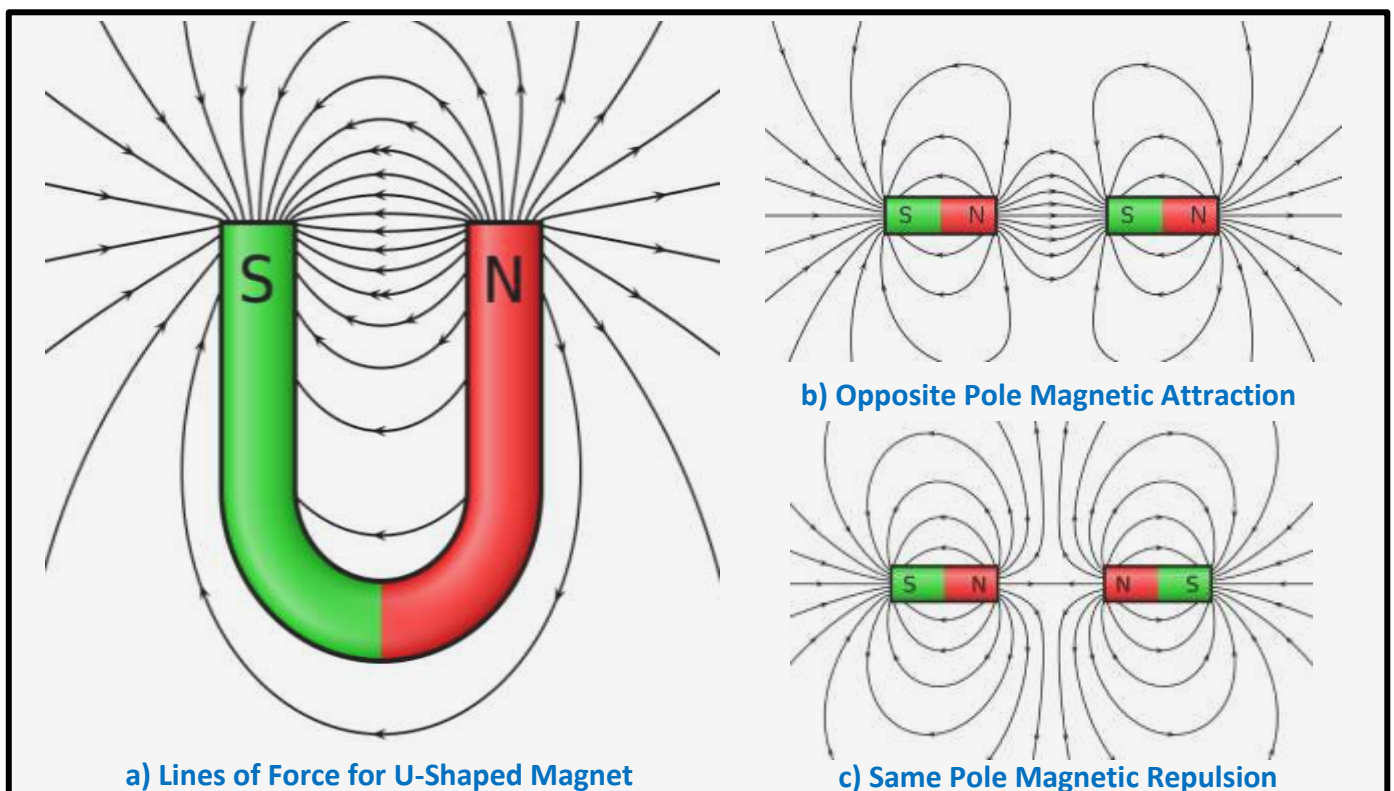 S
N
a) Lines of Force for U-Shaped Magnet
S N
S N
b) Opposite Pole Magnetic Attraction
S N
N S
c) Same Pole Magnetic Repulsion